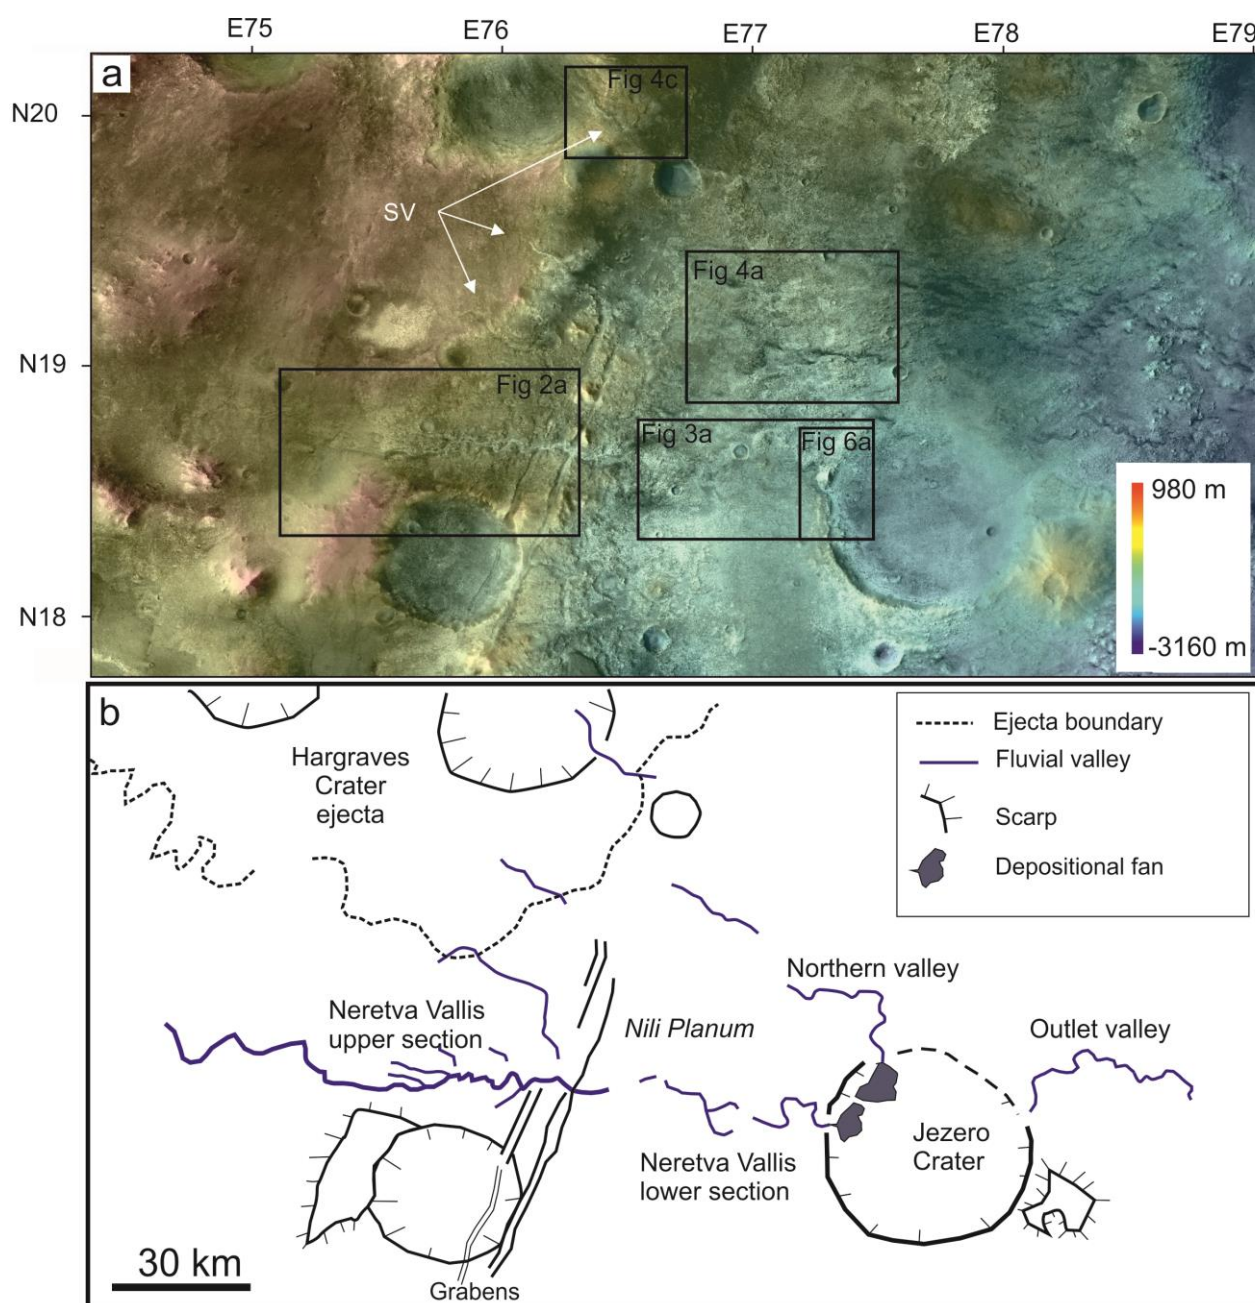 E75 E76 E77 E78 E79
a
N20
Fig 4c
SV
Fig 4a
N19
Fig 2a
Fig 3a
Fig 6a
980 m
-3160 m
N18
b
Hargraves
Crater
ejecta
Ejecta boundary
Fluvial valley
Scarp
Depositional fan
Northern valley
Neretva Vallis
upper section
Nili Planum
Outlet valley
Jezero
Crater
Neretva Vallis
lower section
30 km
Grabens